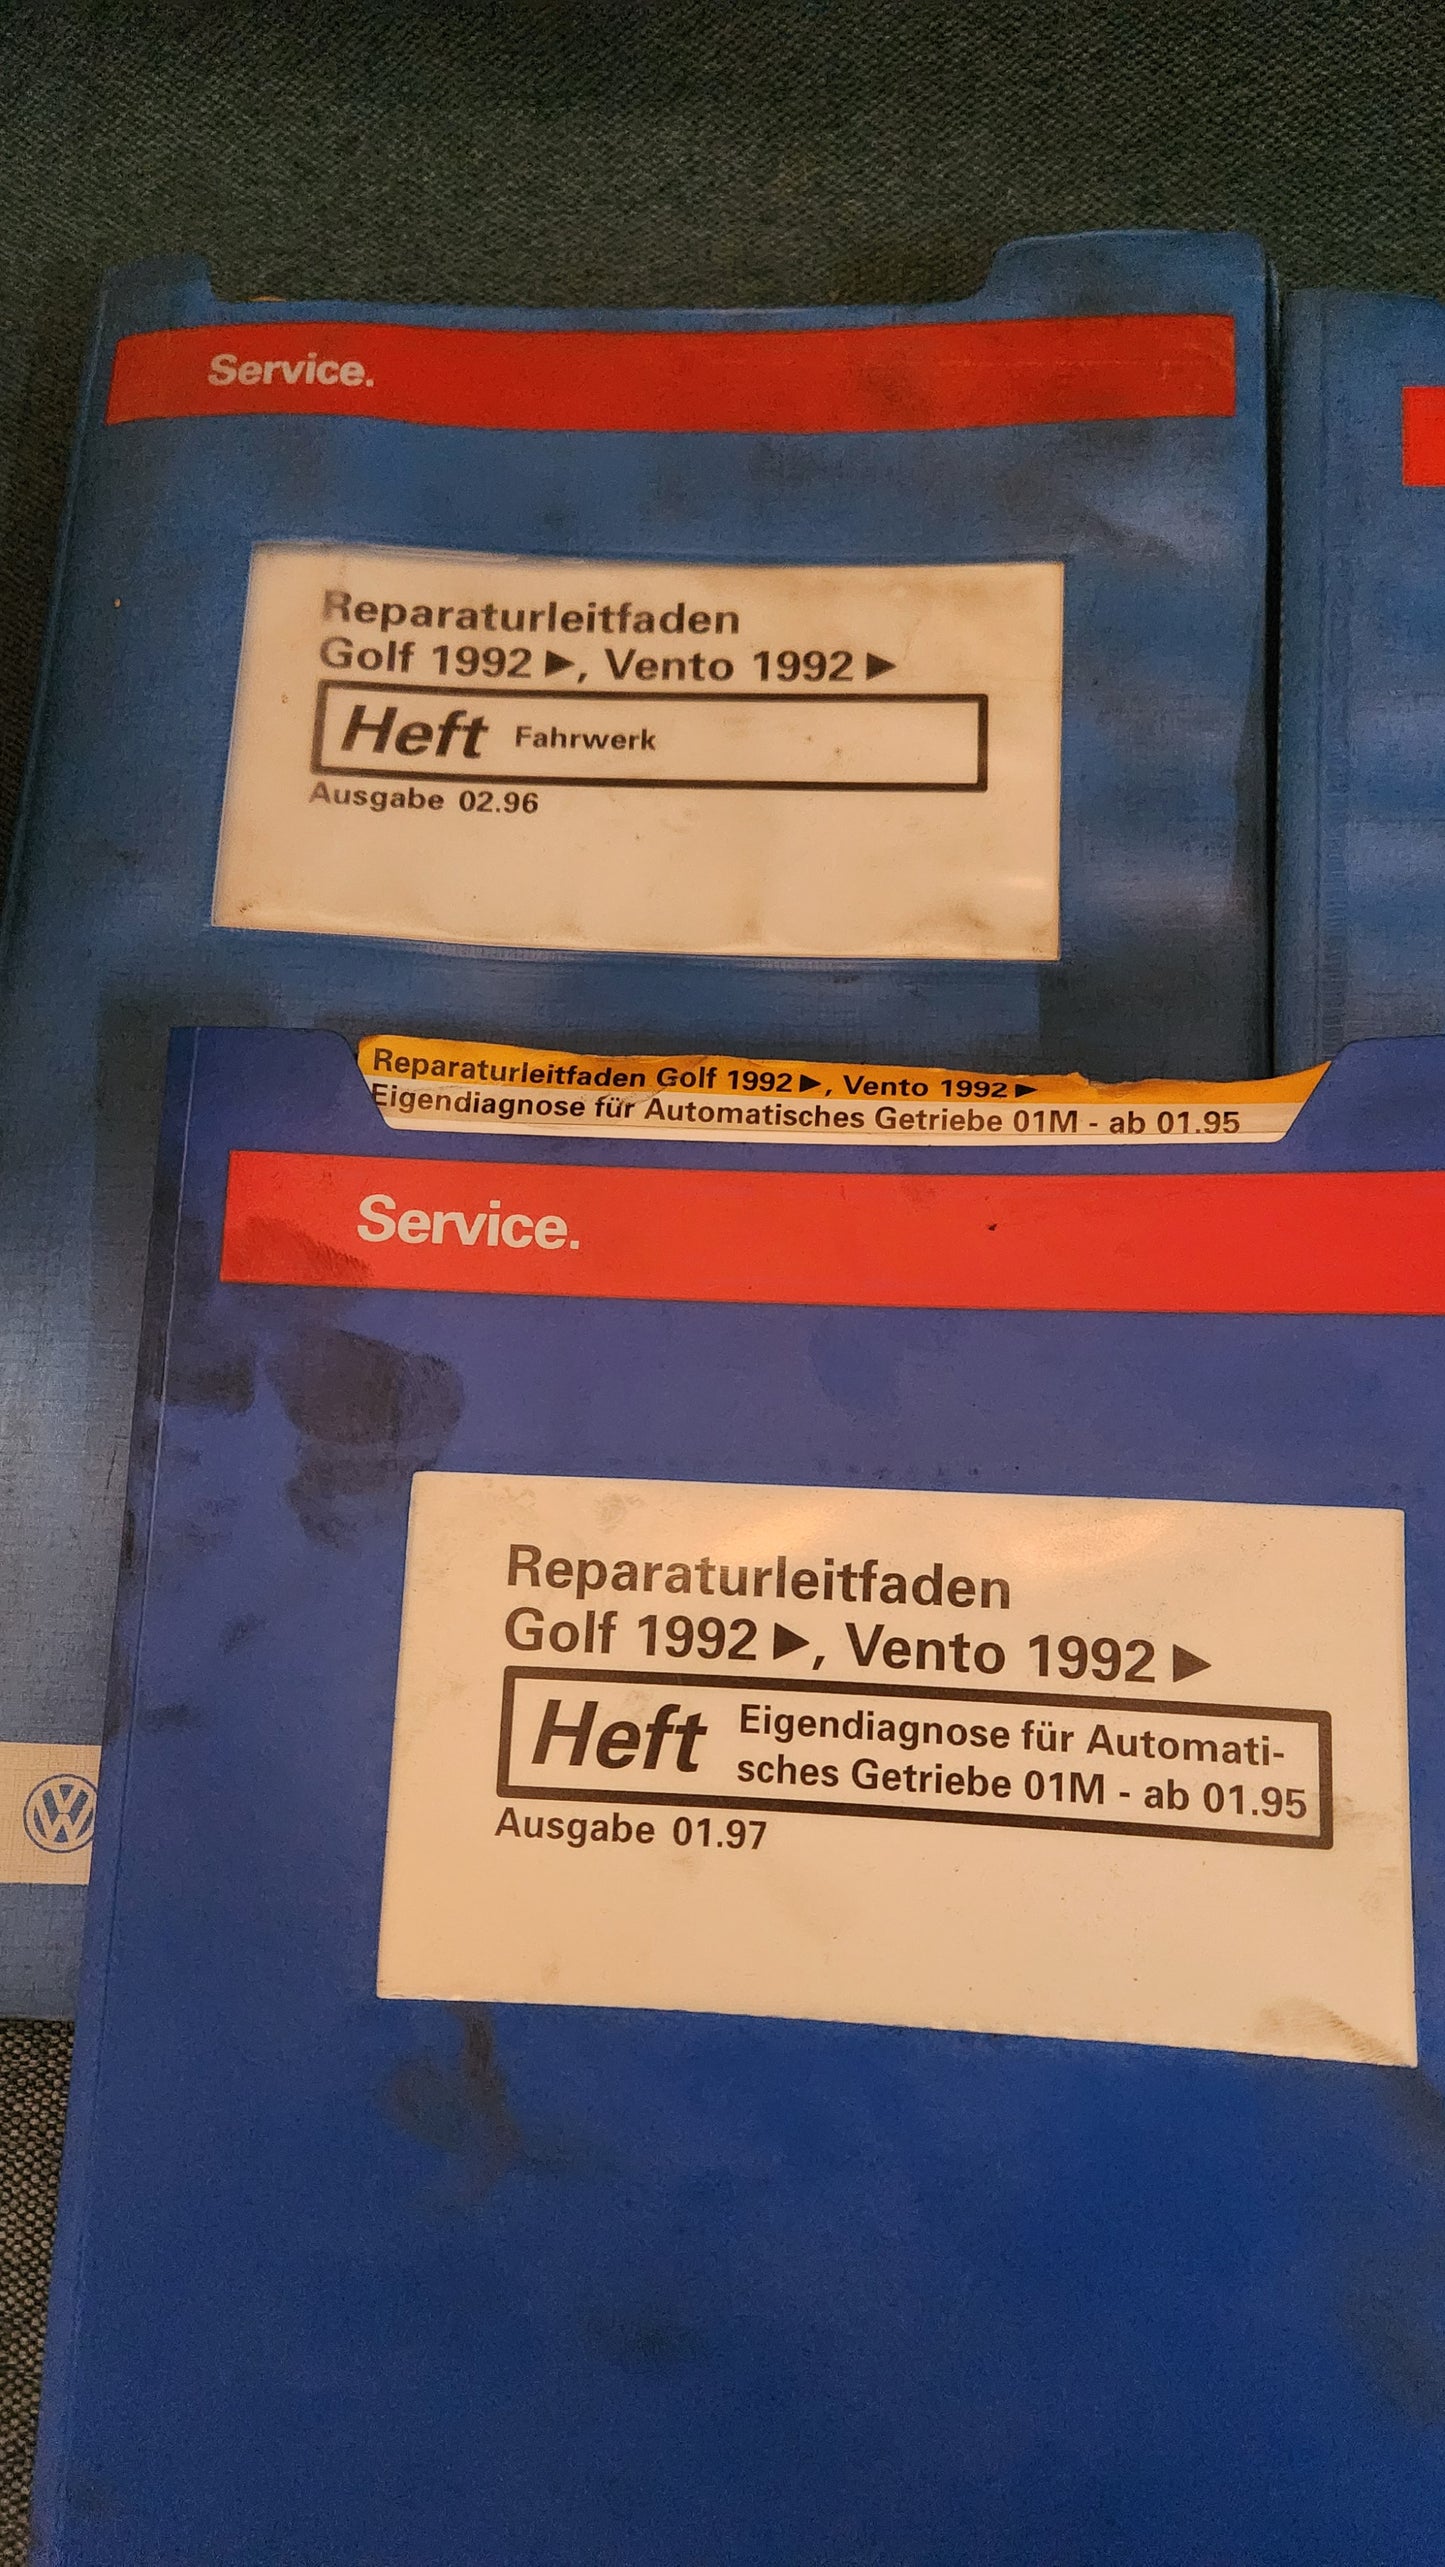 Service.
Reparaturleitfaden
Golf 1992 ▶, Vento 1992 ▶
Heft Fahrwerk
Ausgabe 02.96
Reparaturleitfaden Golf 1992 ▶, Vento 1992 ▶
Eigendiagnose für Automatisches Getriebe 01M - ab 01.95
Service.
Reparaturleitfaden
Golf 1992 ▶, Vento 1992 ▶
Heft Eigendiagnose für Automati-
sches Getriebe 01M - ab 01.95
Ausgabe 01.97